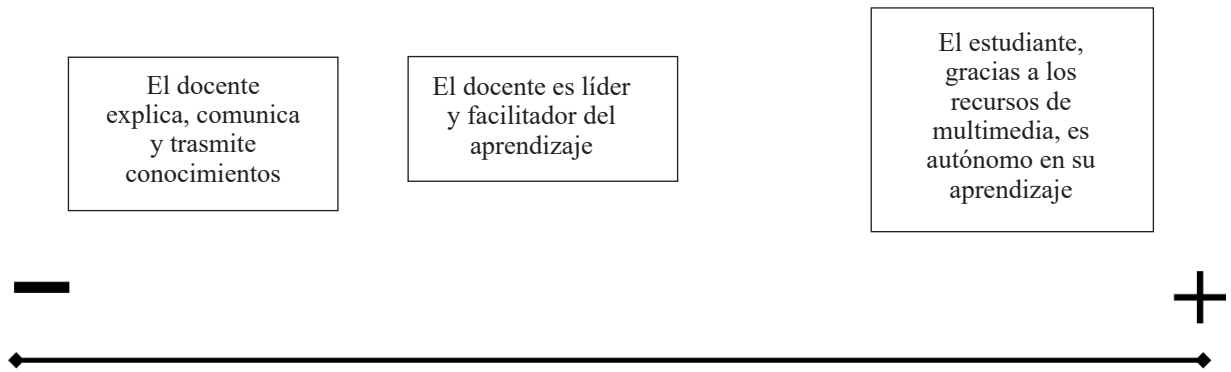 El docente
explica, comunica
y trasmite
conocimientos
El docente es líder
y facilitador del
aprendizaje
El estudiante,
gracias a los
recursos de
multimedia, es
autónomo en su
aprendizaje